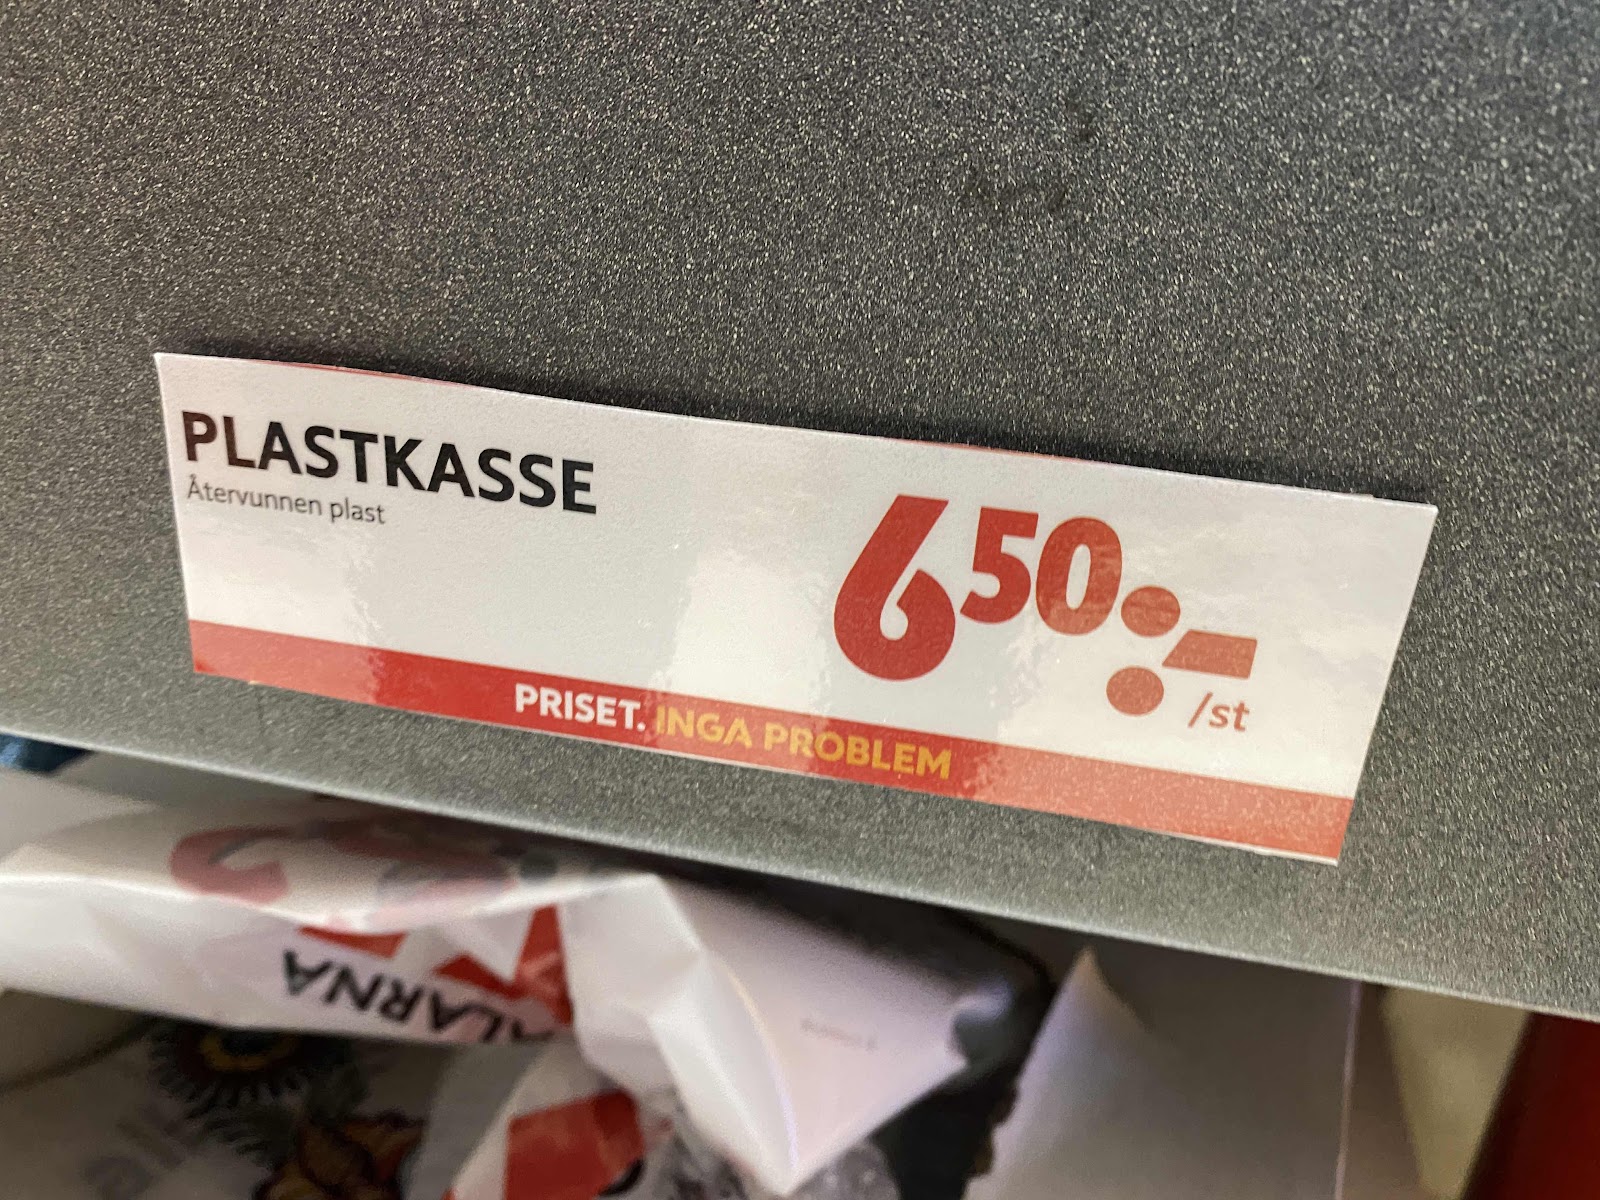 PLASTKASSE
Återvunnen plast
6 50:-
/st
PRISET. INGA PROBLEM